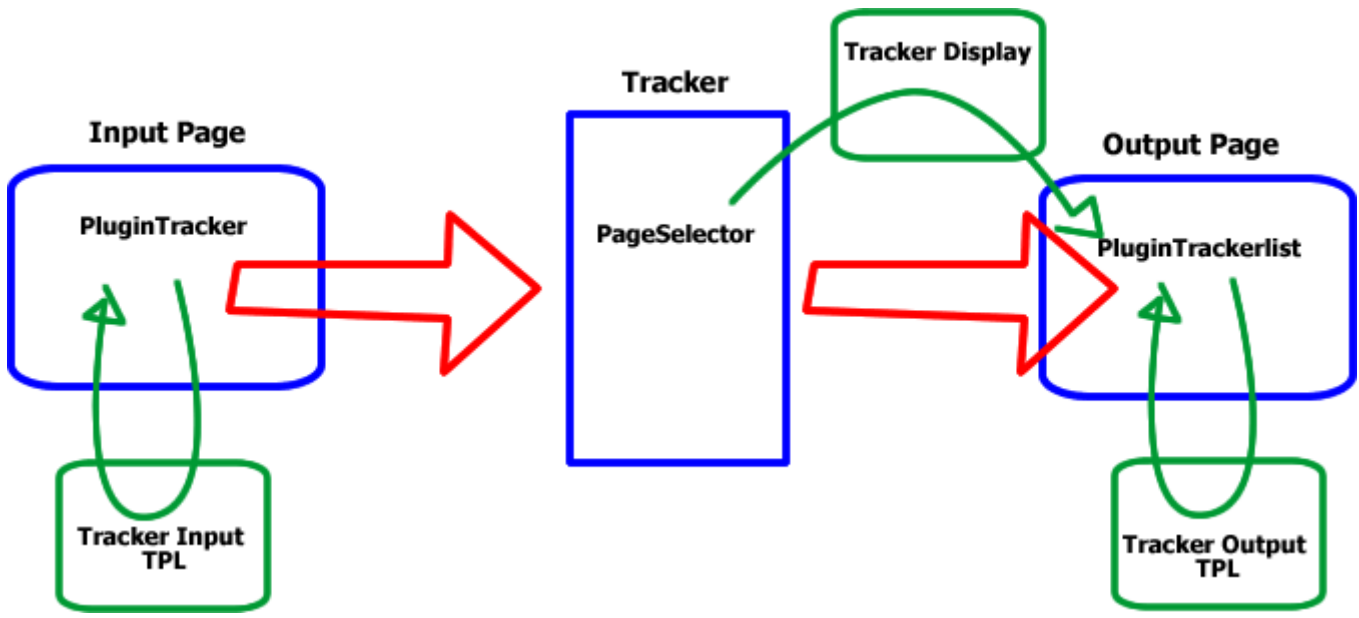 Input Page
PluginTracker
Tracker Input
TPL
Tracker
PageSelector
Tracker Display
Output Page
PluginTrackerlist
Tracker Output
TPL